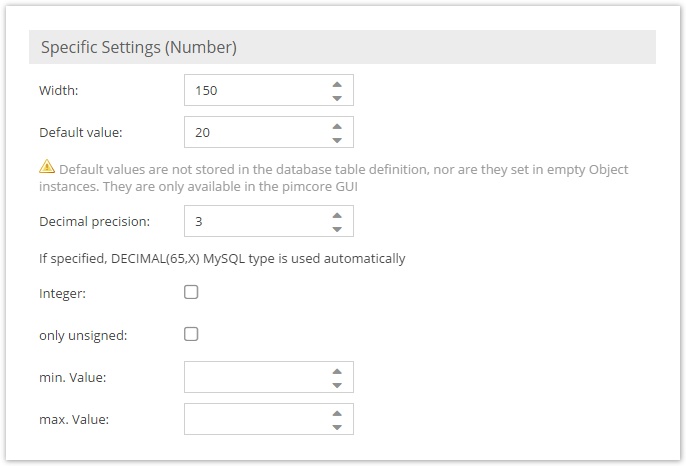 Specific Settings (Number)
Width: 150
Default value: 20
Default values are not stored in the database table definition, nor are they set in empty Object
instances. They are only available in the pimcore GUI
Decimal precision: 3
If specified, DECIMAL(65,X) MySQL type is used automatically
Integer:
only unsigned:
min. Value:
max. Value: